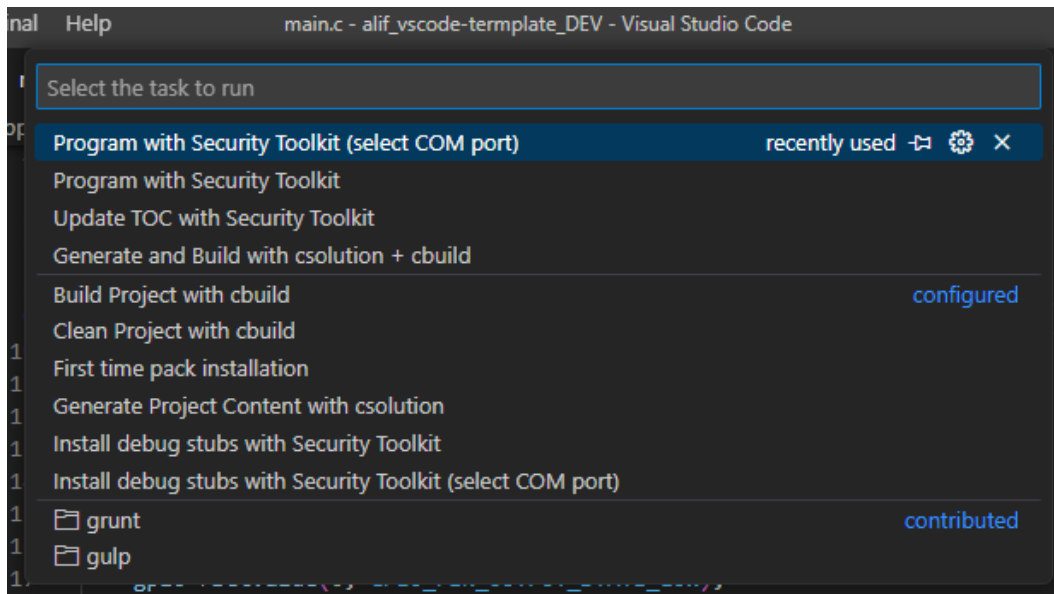 Help main.c - alif_vscode-termplate_DEV - Visual Studio Code
Select the task to run
Program with Security Toolkit (select COM port) recently used
Program with Security Toolkit
Update TOC with Security Toolkit
Generate and Build with csolution + cbuild
Build Project with cbuild configured
Clean Project with cbuild
First time pack installation
Generate Project Content with csolution
Install debug stubs with Security Toolkit
Install debug stubs with Security Toolkit (select COM port)
grunt contributed
gulp